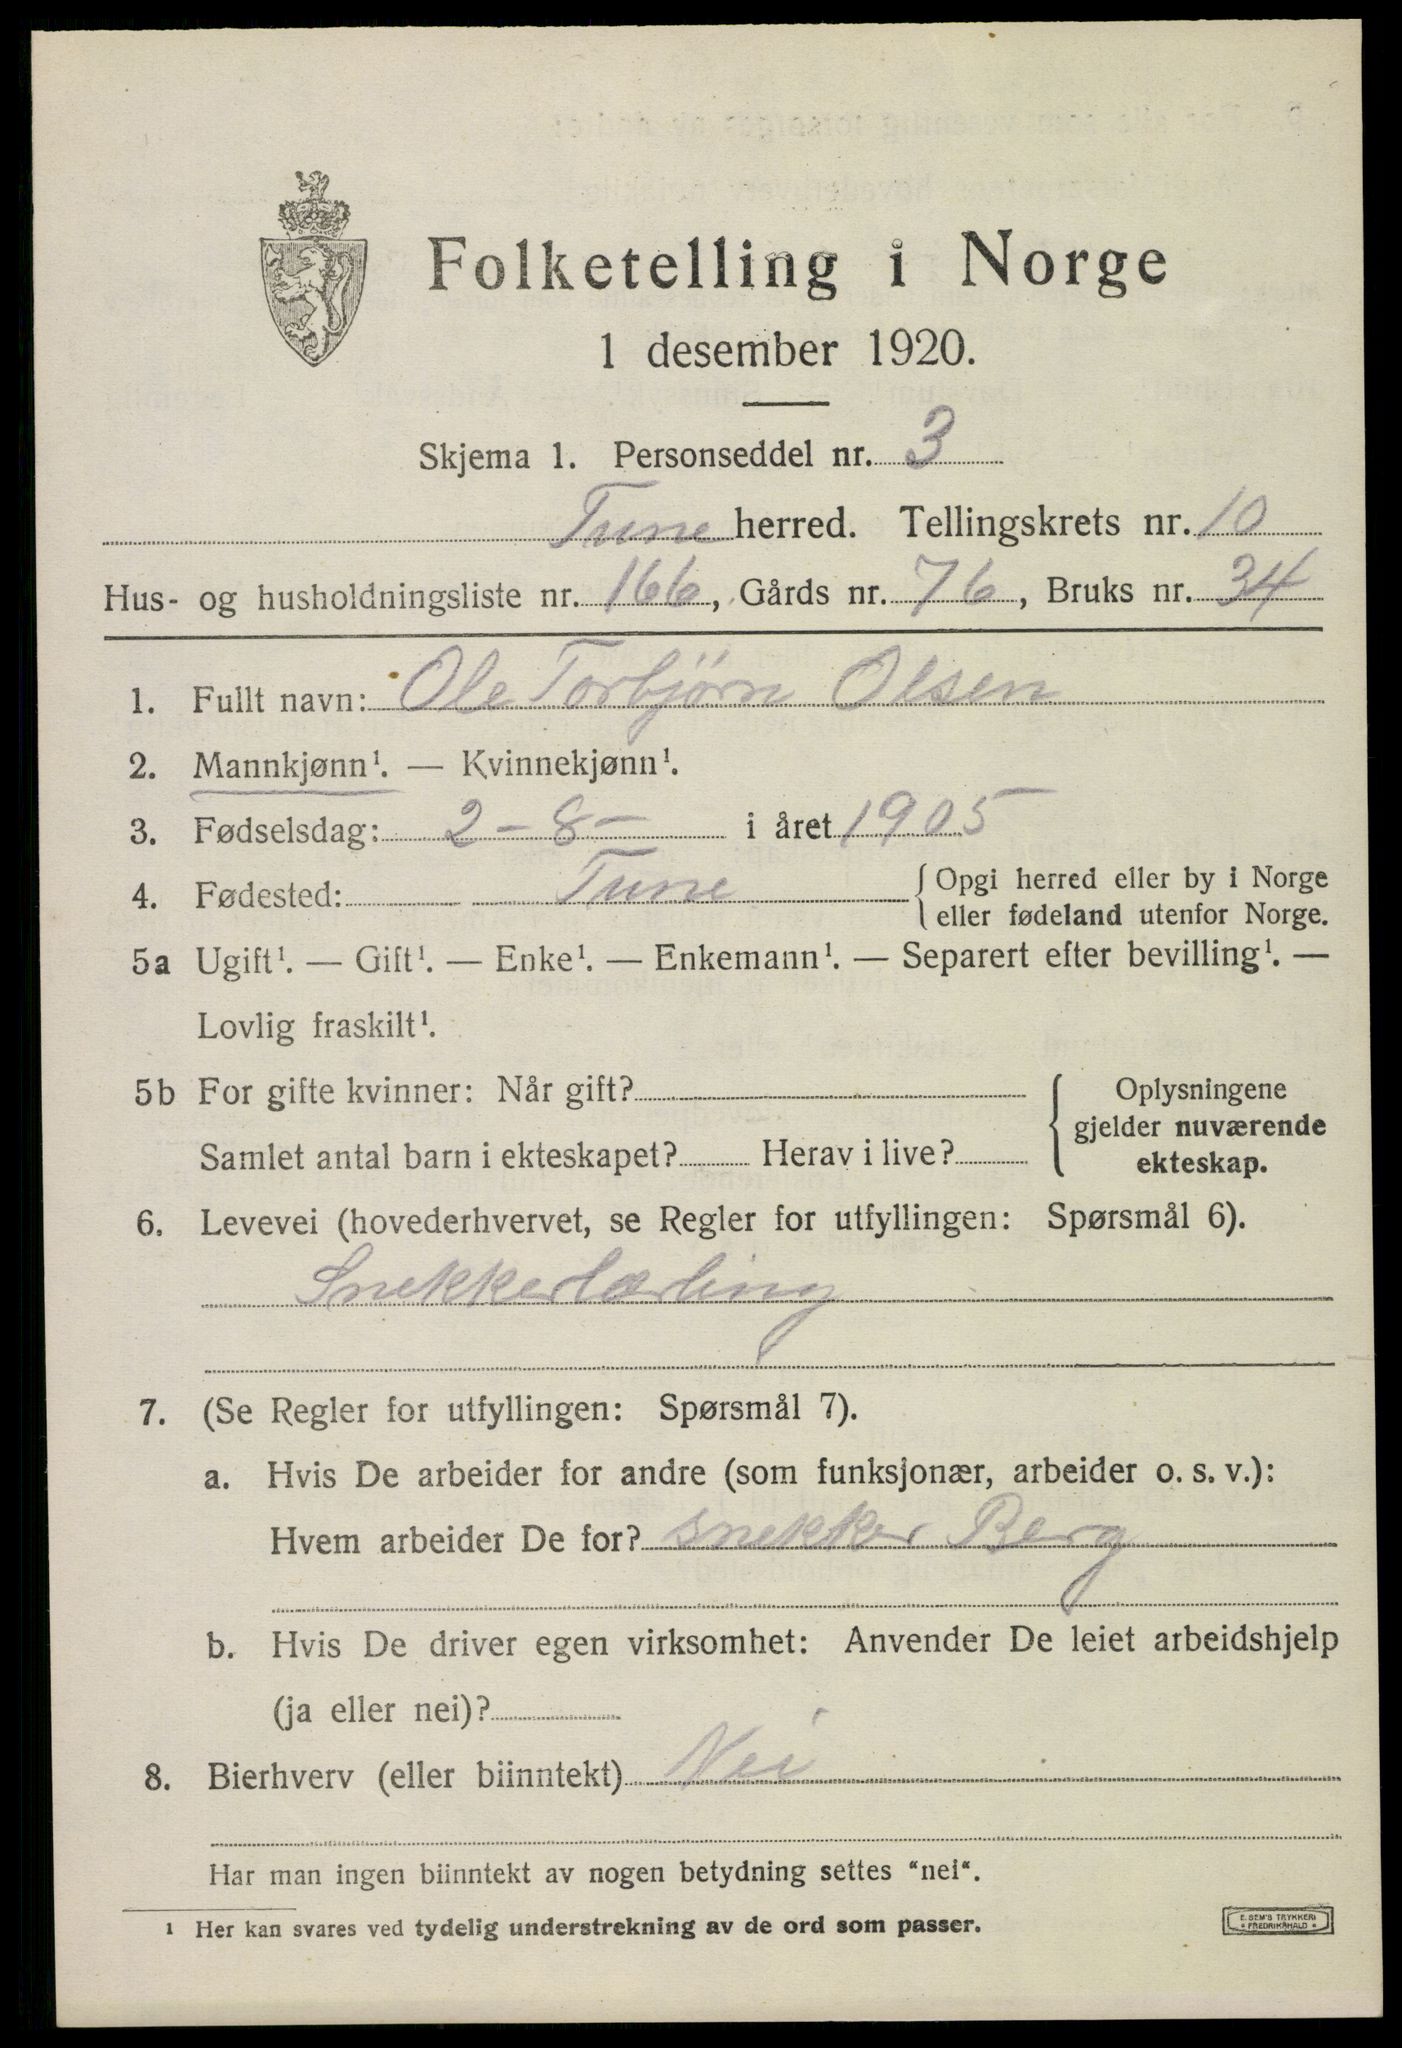 Folketelling i Norge
1 desember 1920.
Skjema 1. Personseddel nr. 3
Tune herred. Tellingskrets nr. 10
Hus- og husholdningsliste nr. 166, Gårds nr. 76, Bruks nr. 34
1. Fullt navn: Ole Torbjörn Olsen
2. Mannkjønn¹. — Kvinnekjønn¹.
3. Fødselsdag: 2 - 8 - i året 1905
4. Fødested: Tune { Opgi herred eller by i Norge
eller fødeland utenfor Norge.
5a Ugift¹. — Gift¹. — Enke¹. — Enkemann¹. — Separert efter bevilling¹. —
Lovlig fraskilt¹.
5b For gifte kvinner: Når gift?
Samlet antal barn i ekteskapet? Herav i live?
{ Oplysningene
gjelder nuværende
ekteskap.
6. Levevei (hovederhvervet, se Regler for utfyllingen: Spørsmål 6).
Snekkerlærling
7. (Se Regler for utfyllingen: Spørsmål 7).
a. Hvis De arbeider for andre (som funksjonær, arbeider o. s. v.):
Hvem arbeider De for? snekker Berg
b. Hvis De driver egen virksomhet: Anvender De leiet arbeidshjelp
(ja eller nei)?
8. Bierhverv (eller biinntekt) Nei
Har man ingen biinntekt av nogen betydning settes "nei".
¹ Her kan svares ved tydelig understrekning av de ord som passer.
E. SEM'S TRYKKERI
* FREDRIKSHALD *